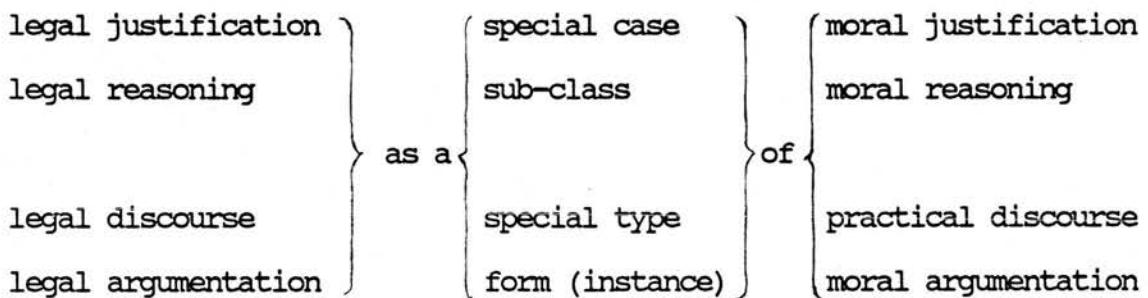 legal justification special case moral justification
legal reasoning sub-class moral reasoning
as a of
legal discourse special type practical discourse
legal argumentation form (instance) moral argumentation